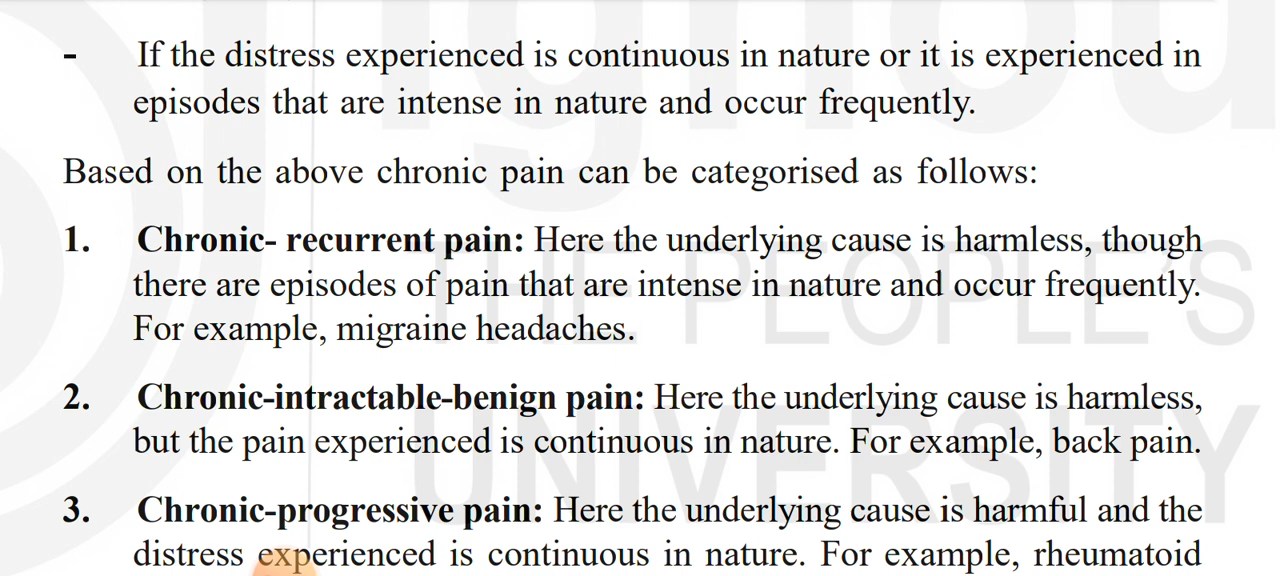 - If the distress experienced is continuous in nature or it is experienced in
episodes that are intense in nature and occur frequently.
Based on the above chronic pain can be categorised as follows:
1. Chronic- recurrent pain: Here the underlying cause is harmless, though
there are episodes of pain that are intense in nature and occur frequently.
For example, migraine headaches.
2. Chronic-intractable-benign pain: Here the underlying cause is harmless,
but the pain experienced is continuous in nature. For example, back pain.
3. Chronic-progressive pain: Here the underlying cause is harmful and the
distress experienced is continuous in nature. For example, rheumatoid
ignou
THE PEOPLE'S
UNIVERSITY